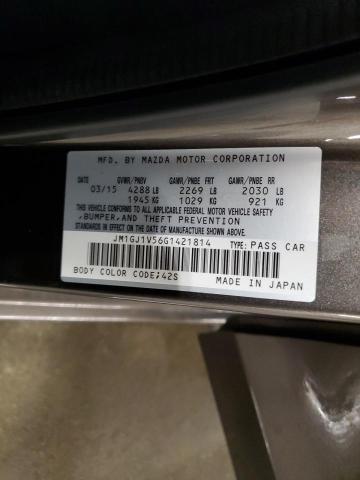 MFD. BY MAZDA MOTOR CORPORATION
GVWR/PNBV GAWR/PNBE FRT GAWR/PNBE RR
03/15 4288 LB 2269 LB 2030 LB
1945 KG 1029 KG 921 KG
THIS VEHICLE CONFORMS TO ALL
APPLICABLE FEDERAL MOTOR VEHICLE SAFETY
,BUMPER,AND THEFT PREVENTION
STANDARDS IN EFFECT ON THE DATE OF MANUFACTURE SHOWN ABOVE.
JM1GJ1V56G1421814 TYPE: PASS CAR
BODY COLOR CODE;42S MADE IN JAPAN